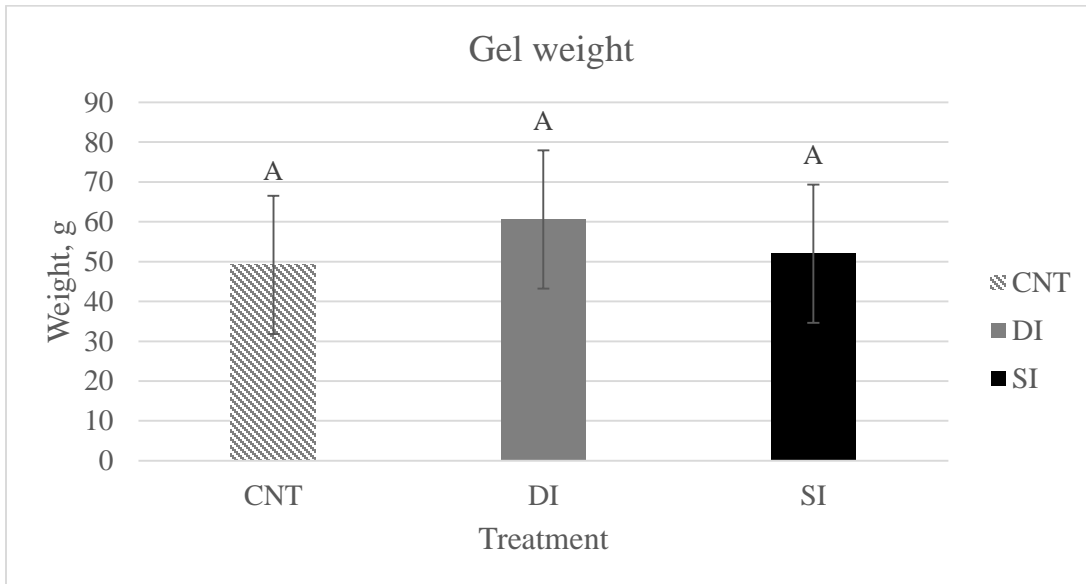 Gel weight
90
80
70
60
50
40
30
20
10
0
Weight, g
A
A
A
CNT
DI
SI
Treatment
CNT
DI
SI